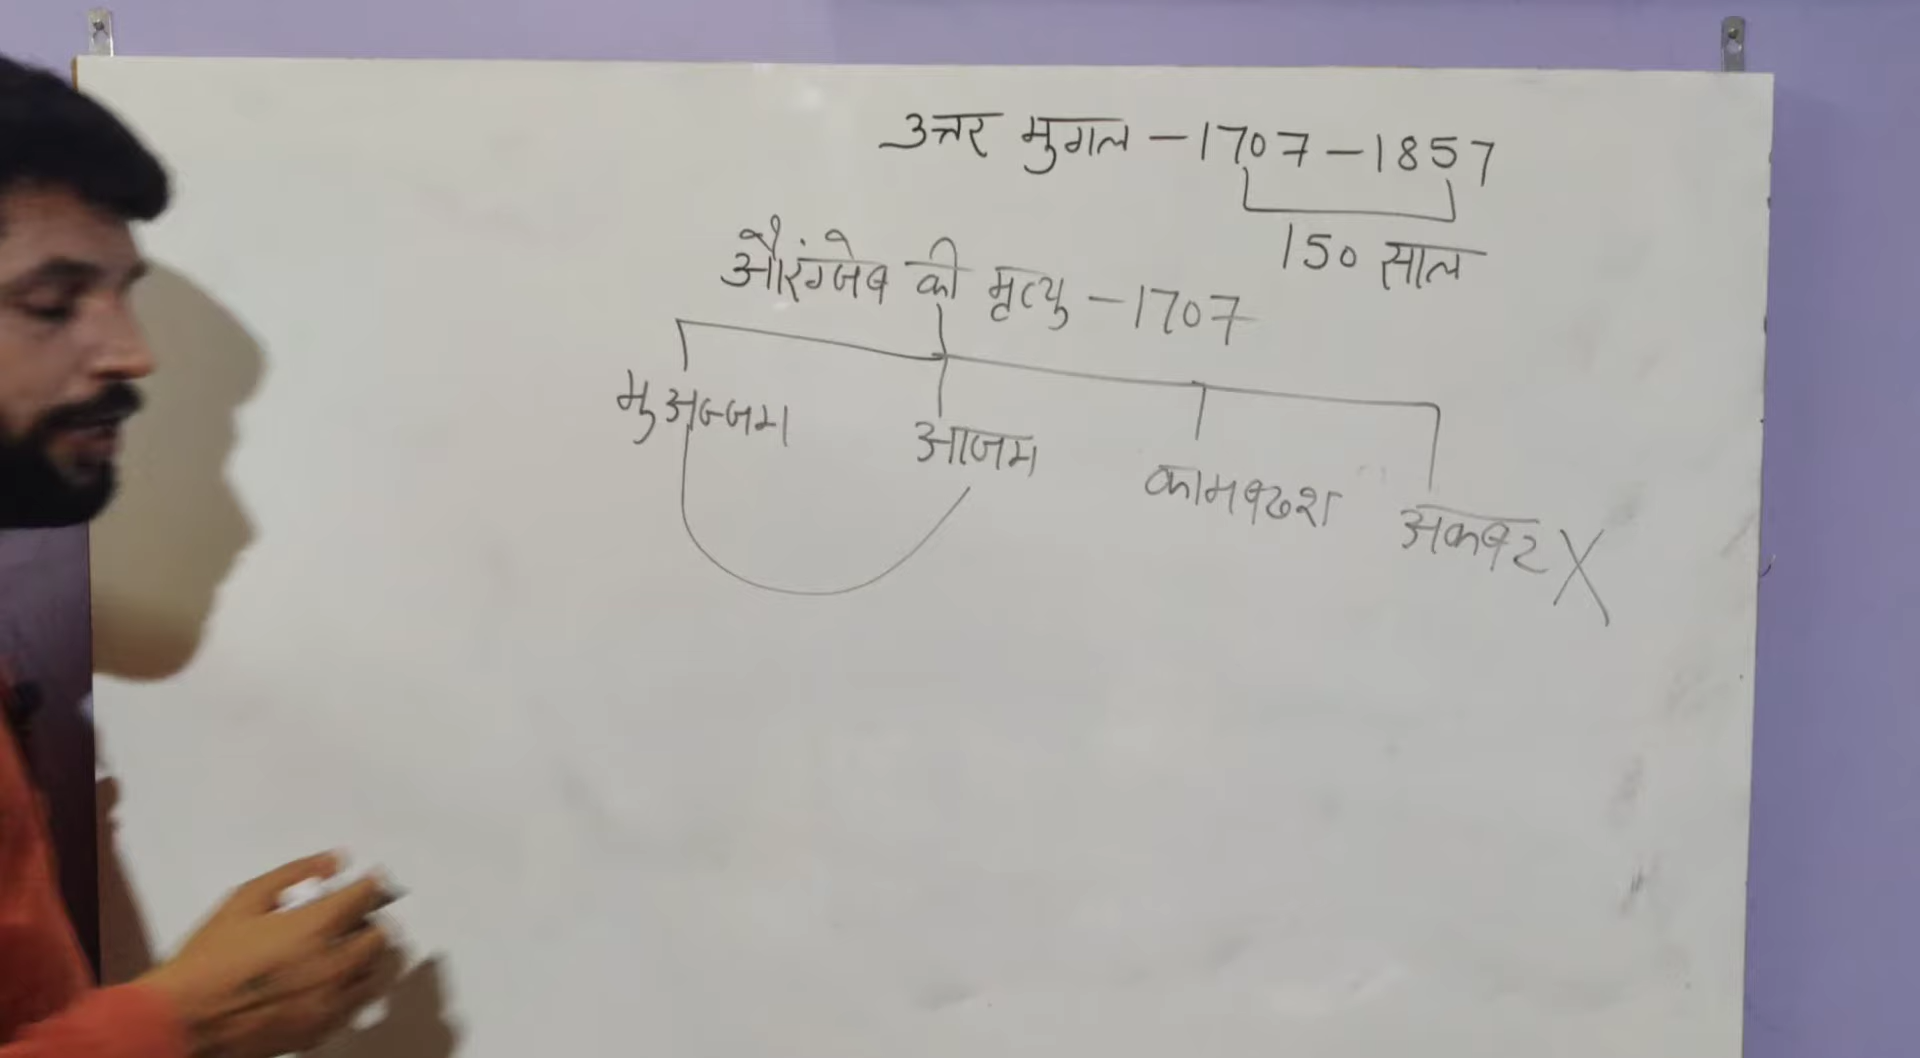 उत्तर मुगल - 1707 - 1857
150 साल
औरंगजेब की मृत्यु - 1707
मुअज्जम आजम कामबख्श अकबर X